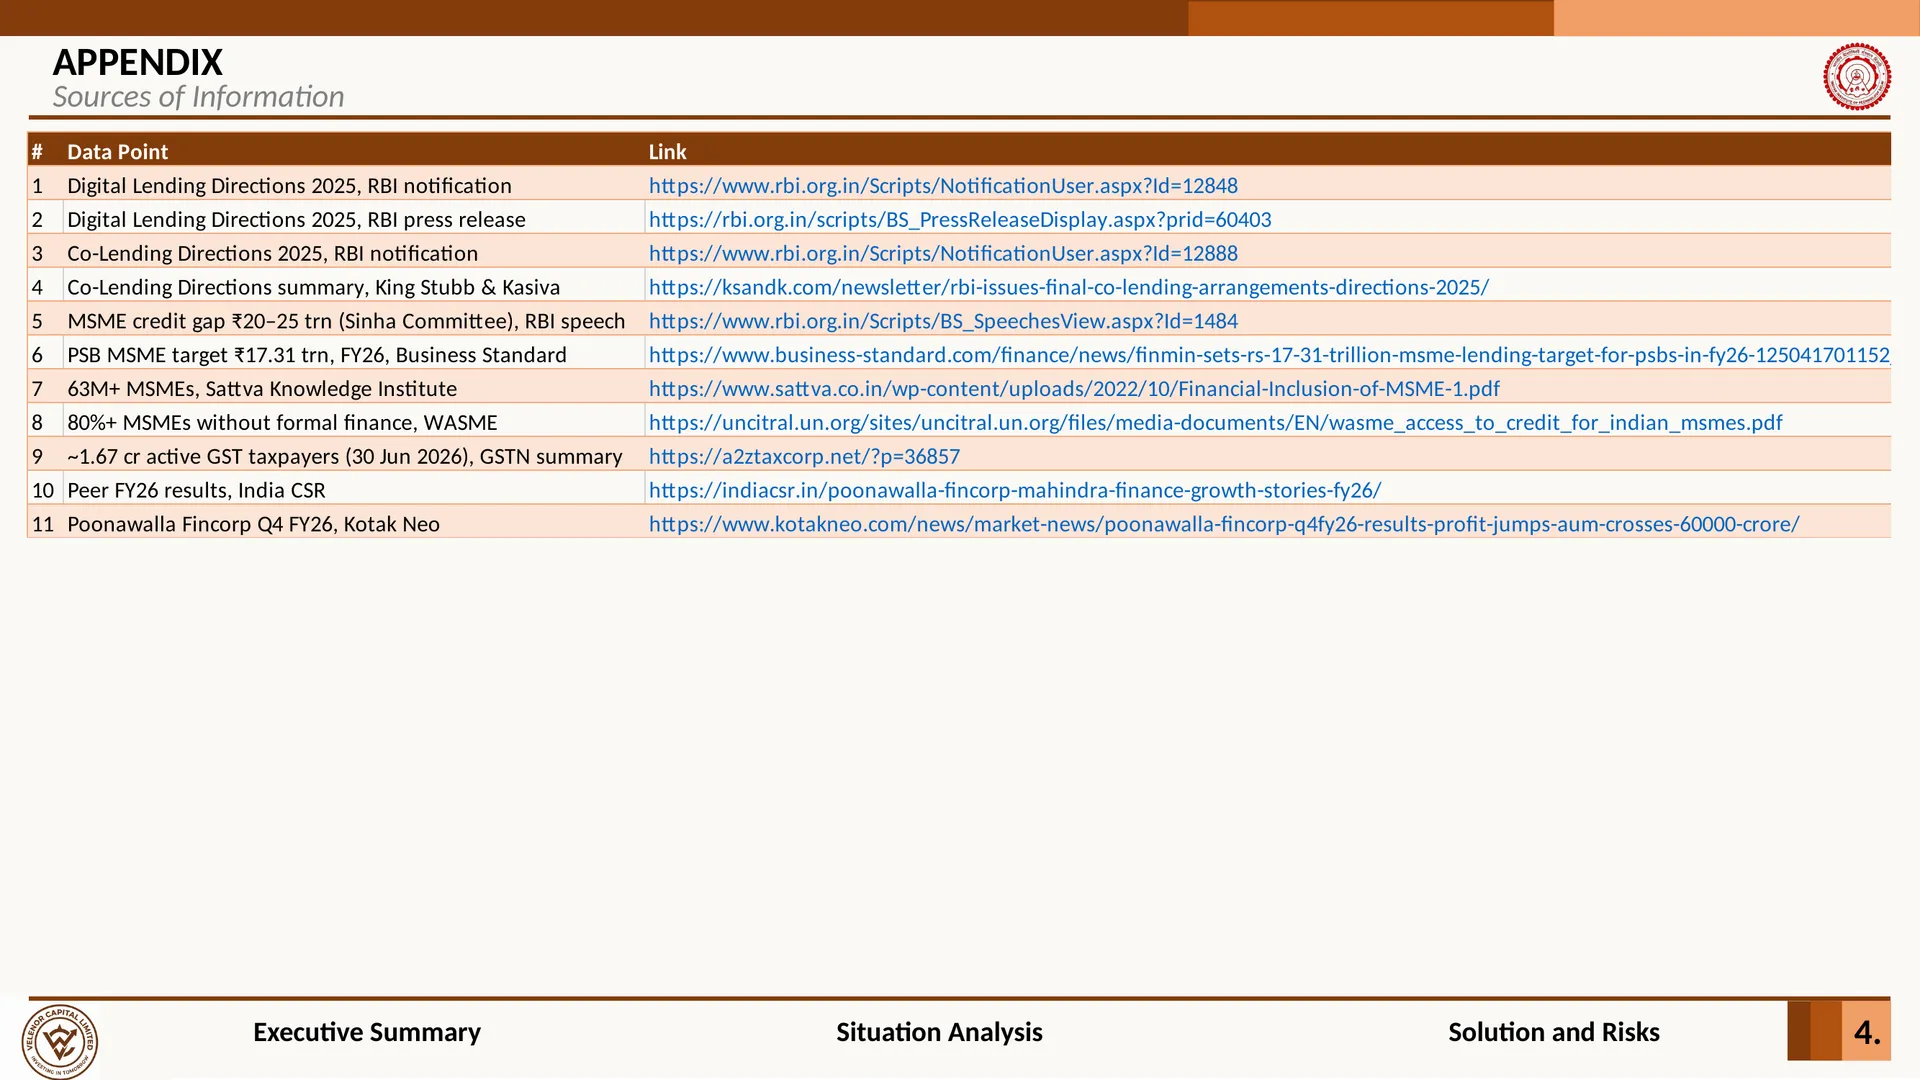 APPENDIX
Sources of Information
# Data Point Link
1 Digital Lending Directions 2025, RBI notification https://www.rbi.org.in/Scripts/NotificationUser.aspx?Id=12848
2 Digital Lending Directions 2025, RBI press release https://rbi.org.in/scripts/BS_PressReleaseDisplay.aspx?prid=60403
3 Co-Lending Directions 2025, RBI notification https://www.rbi.org.in/Scripts/NotificationUser.aspx?Id=12888
4 Co-Lending Directions summary, King Stubb & Kasiva https://ksandk.com/newsletter/rbi-issues-final-co-lending-arrangements-directions-2025/
5 MSME credit gap ₹20–25 trn (Sinha Committee), RBI speech https://www.rbi.org.in/Scripts/BS_SpeechesView.aspx?Id=1484
6 PSB MSME target ₹17.31 trn, FY26, Business Standard https://www.business-standard.com/finance/news/finmin-sets-rs-17-31-trillion-msme-lending-target-for-psbs-in-fy26-125041701152_
7 63M+ MSMEs, Sattva Knowledge Institute https://www.sattva.co.in/wp-content/uploads/2022/10/Financial-Inclusion-of-MSME-1.pdf
8 80%+ MSMEs without formal finance, WASME https://uncitral.un.org/sites/uncitral.un.org/files/media-documents/EN/wasme_access_to_credit_for_indian_msmes.pdf
9 ~1.67 cr active GST taxpayers (30 Jun 2026), GSTN summary https://a2ztaxcorp.net/?p=36857
10 Peer FY26 results, India CSR https://indiacsr.in/poonawalla-fincorp-mahindra-finance-growth-stories-fy26/
11 Poonawalla Fincorp Q4 FY26, Kotak Neo https://www.kotakneo.com/news/market-news/poonawalla-fincorp-q4fy26-results-profit-jumps-aum-crosses-60000-crore/
VELENOR CAPITAL LIMITED
INVESTING IN TOMORROW
Executive Summary
Situation Analysis
Solution and Risks
4.